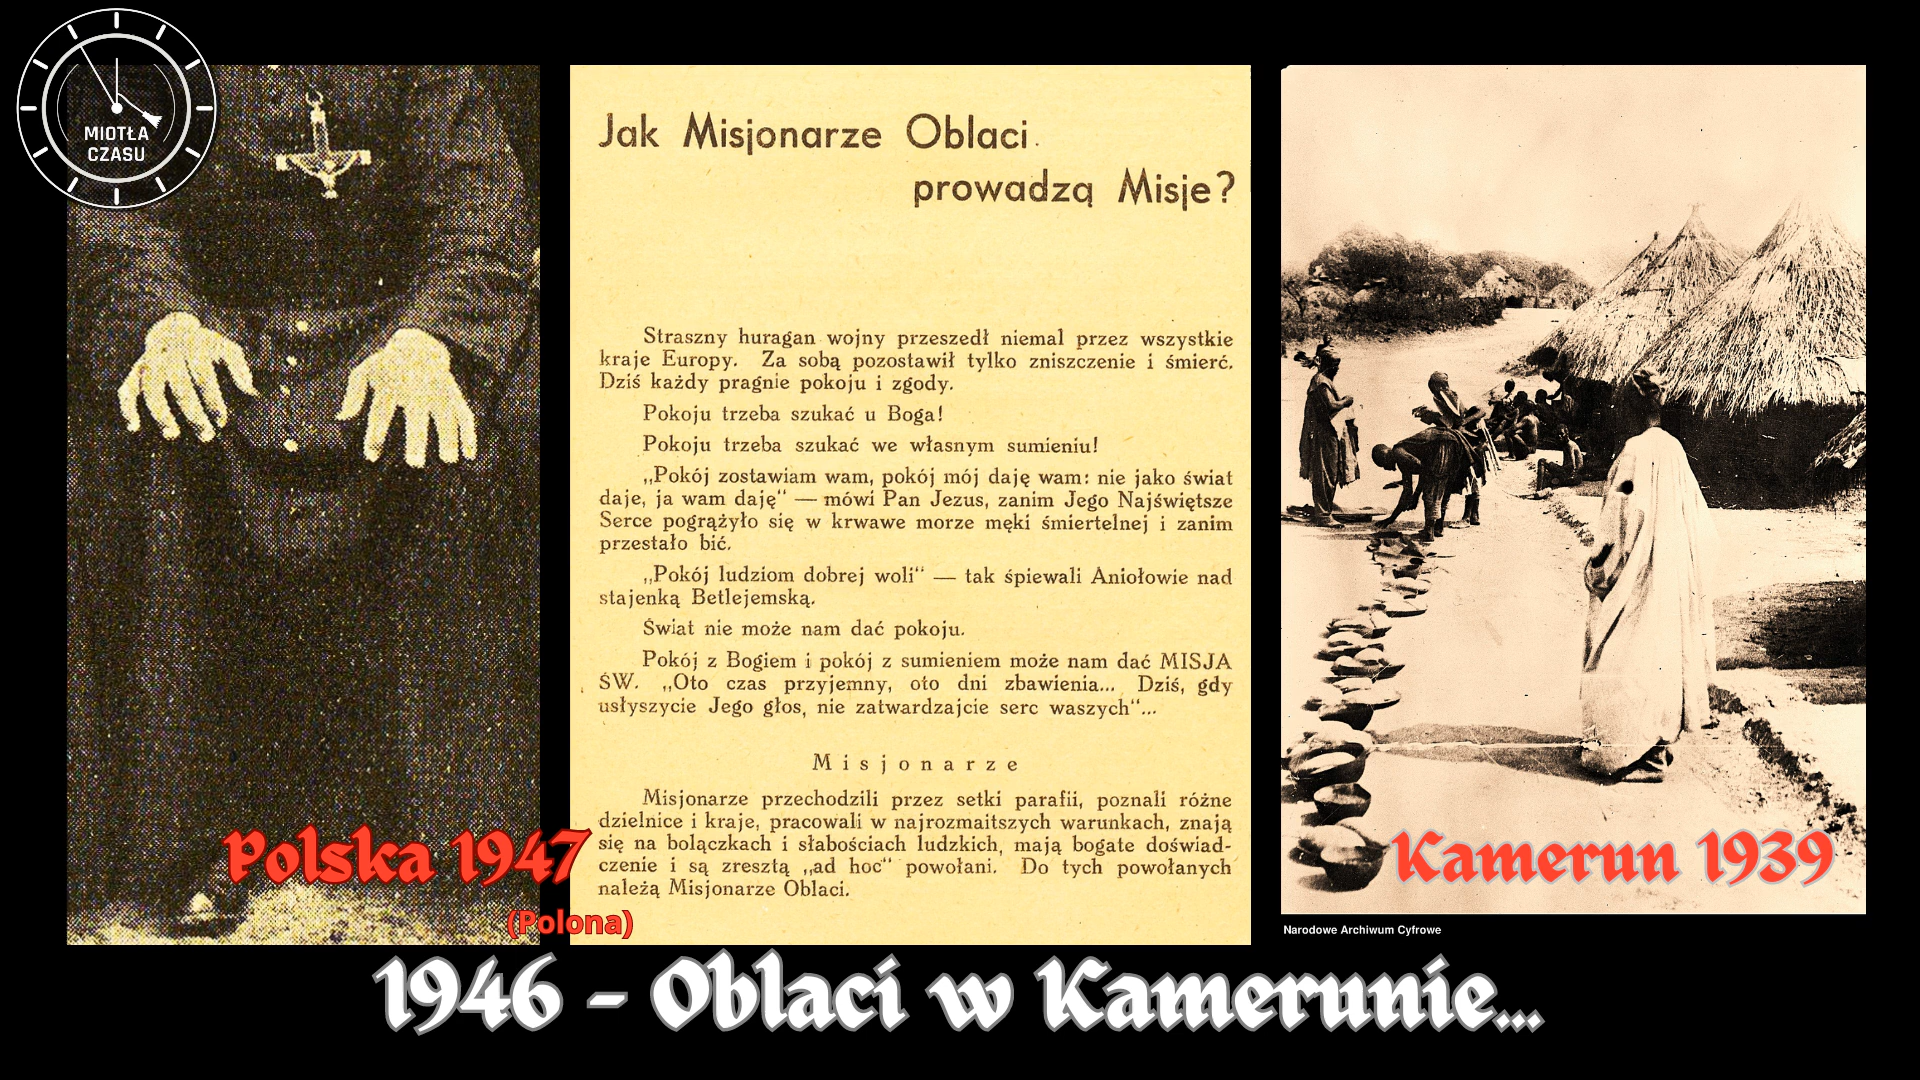 MIOTŁA
CZASU
Jak Misjonarze Oblaci
prowadzą Misje?
Straszny huragan wojny przeszedł niemal przez wszystkie
kraje Europy. Za sobą pozostawił tylko zniszczenie i śmierć.
Dziś każdy pragnie pokoju i zgody.
Pokoju trzeba szukać u Boga!
Pokoju trzeba szukać we własnym sumieniu!
„Pokój zostawiam wam, pokój mój daję wam: nie jako świat
daje, ja wam daję“ — mówi Pan Jezus, zanim Jego Najświętsze
Serce pogrążyło się w krwawe morze męki śmiertelnej i zanim
przestało bić.
„Pokój ludziom dobrej woli“ — tak śpiewali Aniołowie nad
stajenką Betlejemską.
Świat nie może nam dać pokoju.
Pokój z Bogiem i pokój z sumieniem może nam dać MISJA
ŚW. „Oto czas przyjemny, oto dni zbawienia... Dziś, gdy
usłyszycie Jego głos, nie zatwardzajcie serc waszych“...
Misjonarze
Misjonarze przechodzili przez setki parafii, poznali różne
dzielnice i kraje, pracowali w najrozmaitszych warunkach, znają
się na bolączkach i słabościach ludzkich, mają bogate doświad-
czenie i są zresztą „ad hoc“ powołani. Do tych powołanych
należą Misjonarze Oblaci.
Polska 1947
(Polona)
Kamerun 1939
Narodowe Archiwum Cyfrowe
1946 - Oblaci w Kamerunie...